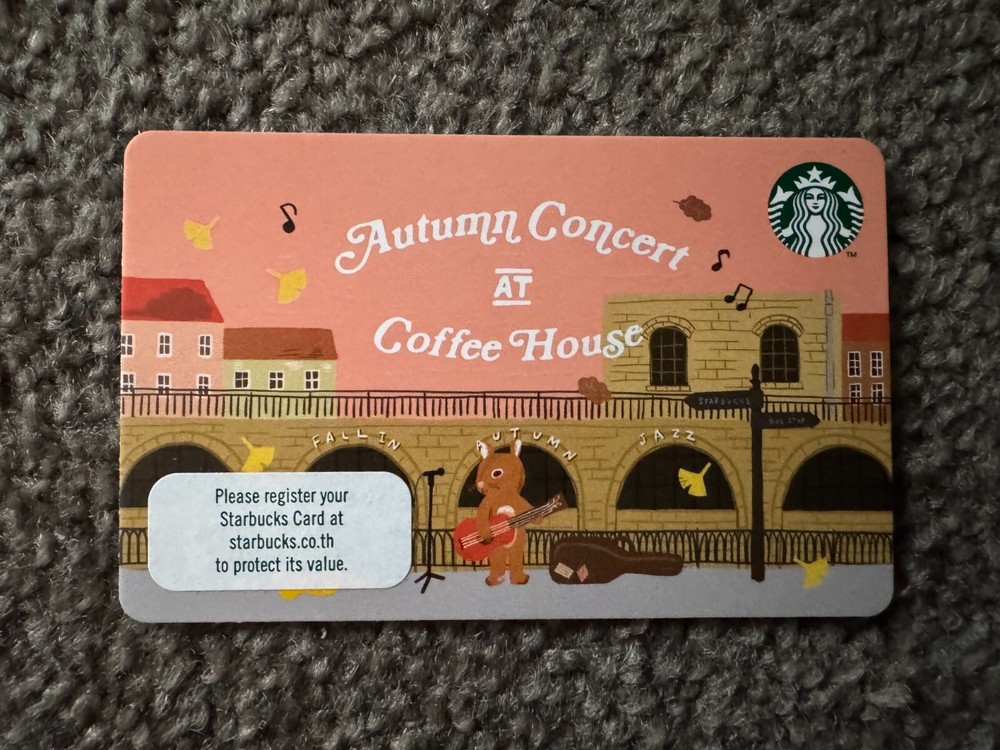 Autumn Concert
AT
Coffee House
TM
STARBUCKS
BUS STOP
FALL IN AUTUMN JAZZ
Please register your
Starbucks Card at
starbucks.co.th
to protect its value.